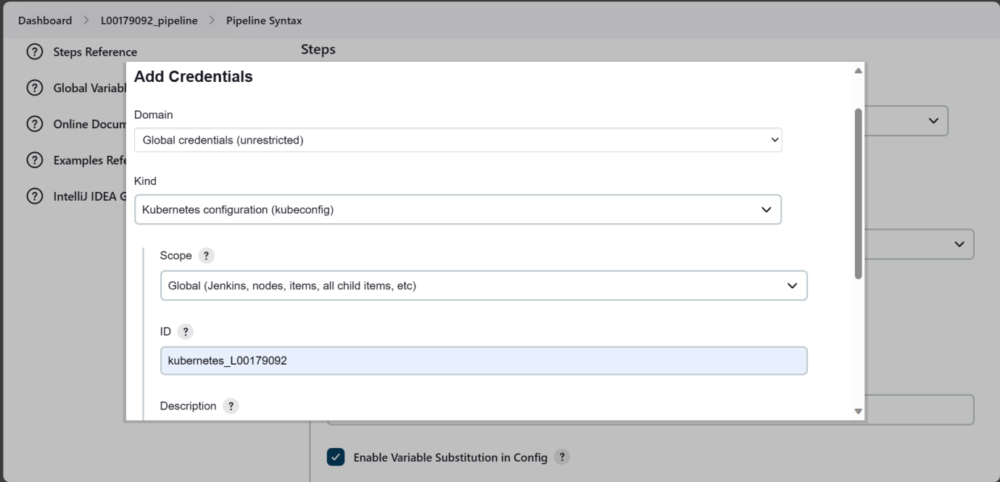 Dashboard > L00179092_pipeline > Pipeline Syntax
? Steps Reference
Steps
? Global Variabl
? Online Docum
? Examples Refe
? IntelliJ IDEA G
Add Credentials
Domain
Global credentials (unrestricted)
Kind
Kubernetes configuration (kubeconfig)
Scope ?
Global (Jenkins, nodes, items, all child items, etc)
ID ?
kubernetes_L00179092
Description ?
Enable Variable Substitution in Config ?